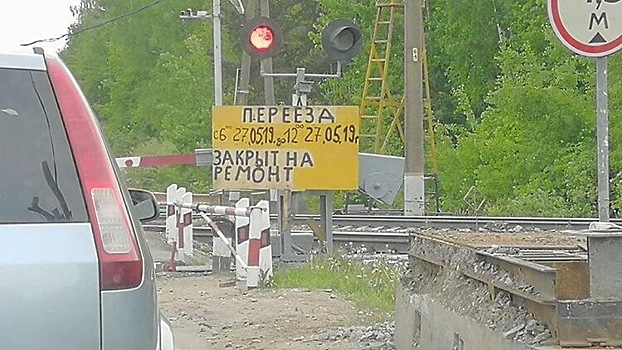 ПЕРЕЕЗД
с 6⁰⁰ 27.05.19. до 12⁰⁰ 27.05.19 г
ЗАКРЫТ НА
РЕМОНТ
м